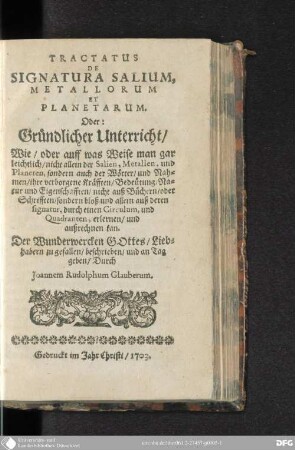 TRACTATUS
DE
SIGNATURA SALIUM,
METALLORUM
ET
PLANETARUM.
Oder:
Gründlicher Unterricht/
Wie/ oder auff was Weise man gar
leichtlich/ nicht allein der Salien, Metallen, und
Planeten, sondern auch der Wörter/ und Nah-
men/ ihre verborgene Kräfften/ Bedeutung Na-
tur und Eigenschafften/ nicht auß Büchern/ oder
Schrifften/ sondern bloß und allein auß deren
signatur, durch einen Circulum, und
Quadranten, erlernen/ und
außrechnen kan.
Der Wunderwercken GOttes/ Lieb-
habern zu gefallen/ beschrieben/ und an Tag
geben/ Durch
Joannem Rudolphum Glauberum.
Gedruckt im Jahr Christi/ 1703.
DFG